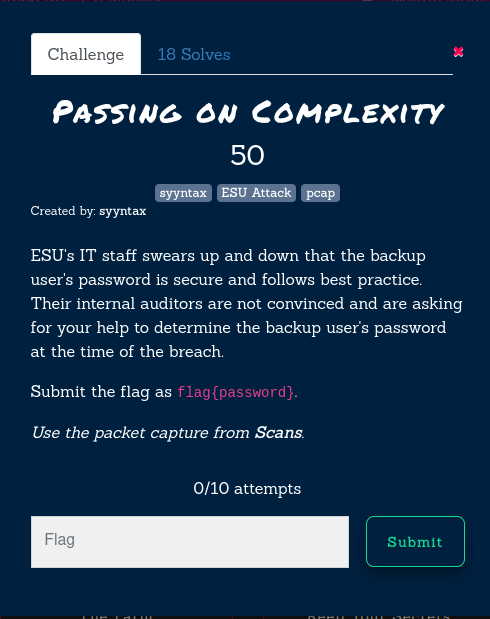 Challenge
18 Solves
Passing on Complexity
50
syyntax ESU Attack pcap
Created by: syyntax
ESU's IT staff swears up and down that the backup
user's password is secure and follows best practice.
Their internal auditors are not convinced and are asking
for your help to determine the backup user's password
at the time of the breach.
Submit the flag as flag{password}.
Use the packet capture from Scans.
0/10 attempts
Flag
Submit